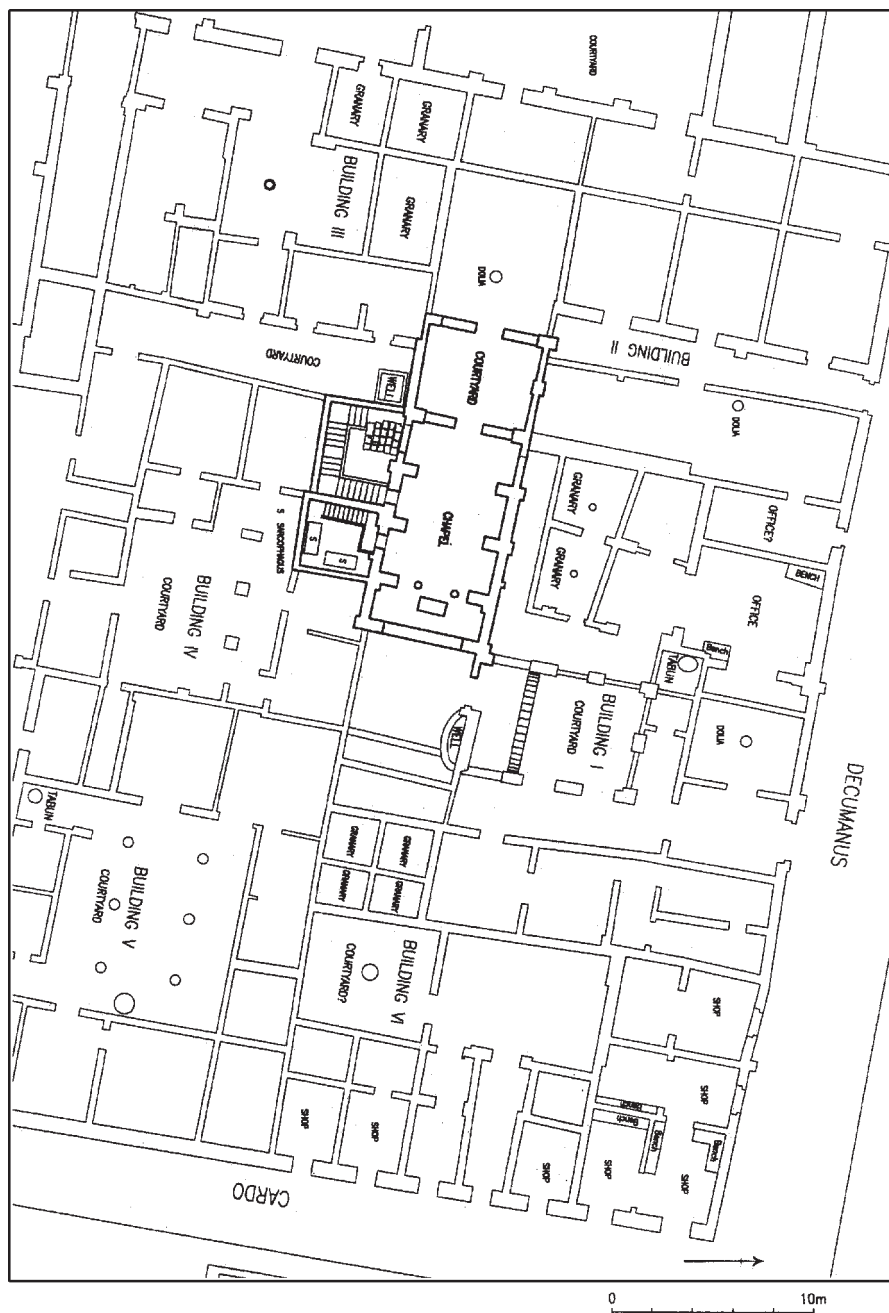 COURTYARD
GRANARY
GRANARY
BUILDING III
GRANARY
DOLIA
BUILDING II
COURTYARD
COURTYARD
WELL
DOLIA
GRANARY
OFFICE?
CHAPEL
S SARCOPHAGUS
S
S
GRANARY
BENCH
OFFICE
BUILDING IV
COURTYARD
Bench
TABUN
BUILDING I
COURTYARD
WELL
DOLIA
DECUMANUS
TABUN
GRANARY
GRANARY
GRANARY
GRANARY
BUILDING V
COURTYARD
BUILDING VI
COURTYARD?
SHOP
SHOP
Bench
Bench
Bench
Bench
SHOP
SHOP
SHOP
SHOP
SHOP
CARDO
0 10m